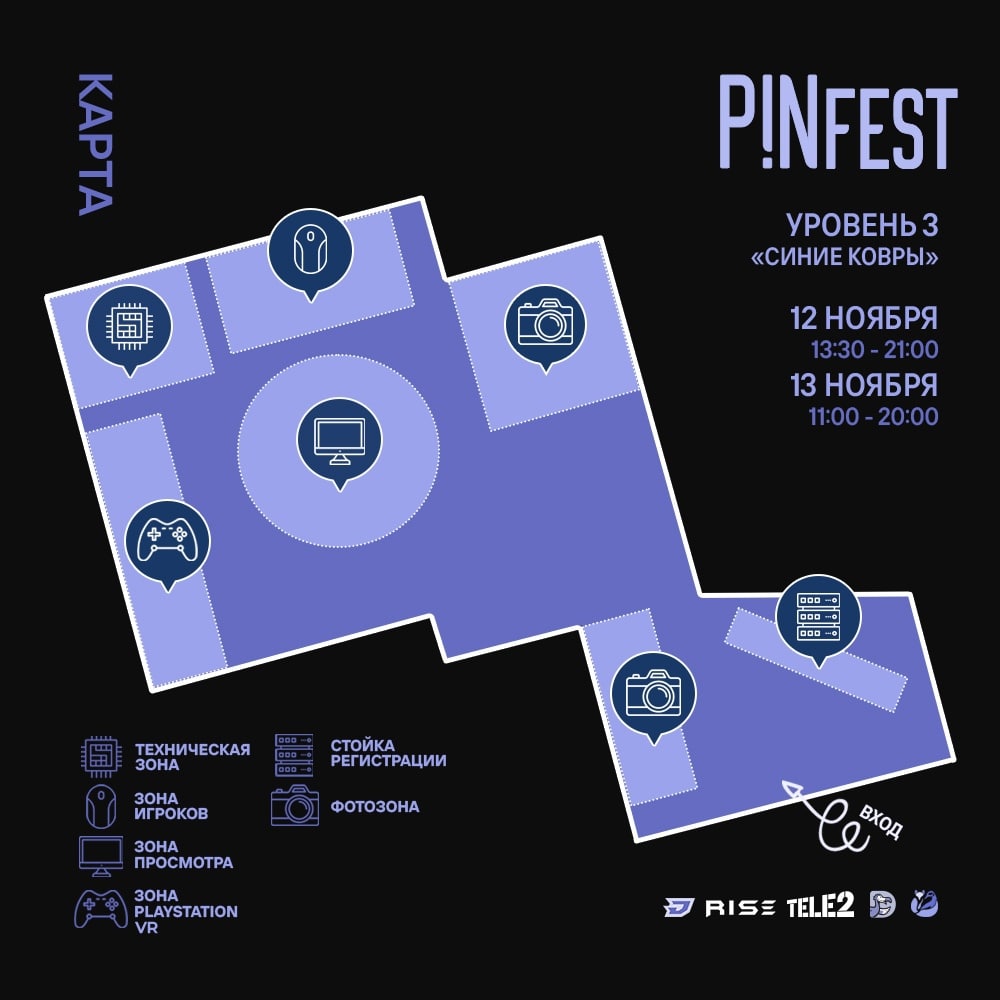 КАРТА
P!NFEST
УРОВЕНЬ 3
«СИНИЕ КОВРЫ»
12 НОЯБРЯ
13:30 - 21:00
13 НОЯБРЯ
11:00 - 20:00
ТЕХНИЧЕСКАЯ
ЗОНА
ЗОНА
ИГРОКОВ
ЗОНА
ПРОСМОТРА
ЗОНА
PLAYSTATION
VR
СТОЙКА
РЕГИСТРАЦИИ
ФОТОЗОНА
ВХОД
RISE TELE2